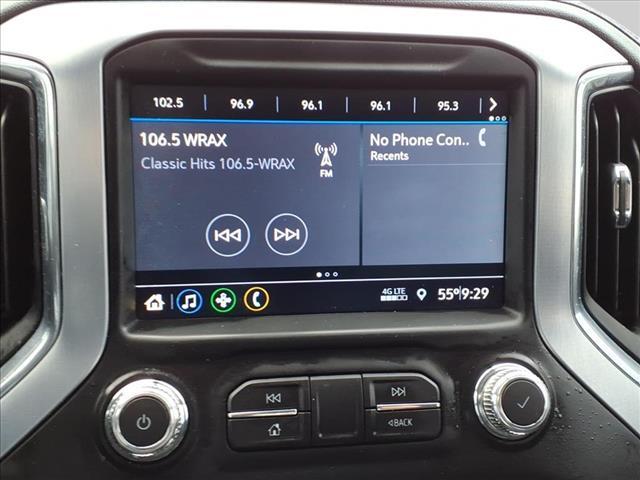 102.5 96.9 96.1 96.1 95.3
106.5 WRAX
Classic Hits 106.5-WRAX
FM
No Phone Con..
Recents
4G LTE
55° 9:29
BACK